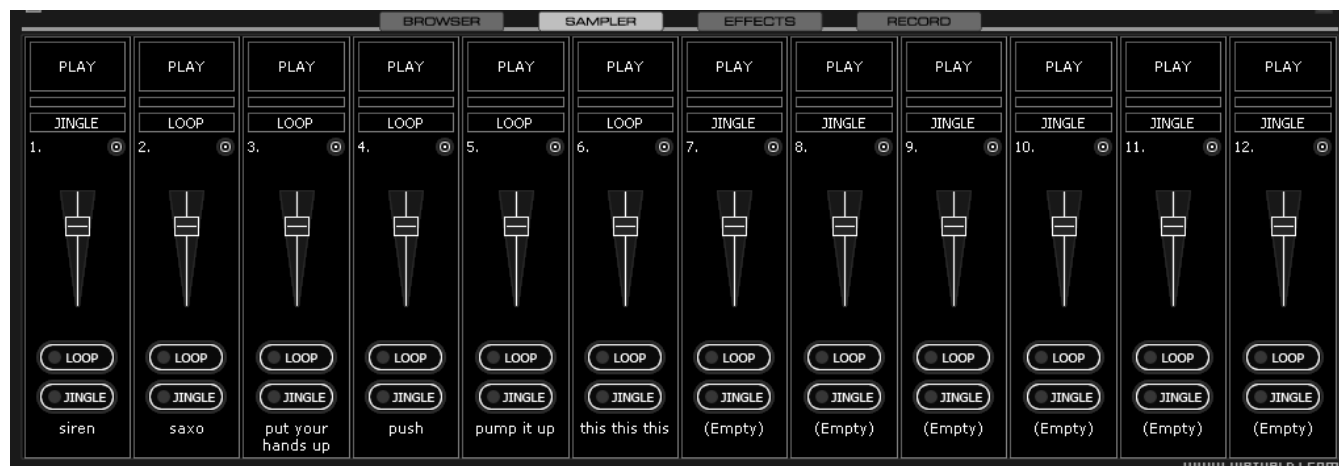 BROWSER SAMPLER EFFECTS RECORD
PLAY PLAY PLAY PLAY PLAY PLAY PLAY PLAY PLAY PLAY PLAY PLAY
JINGLE LOOP LOOP LOOP LOOP LOOP JINGLE JINGLE JINGLE JINGLE JINGLE JINGLE
1. 2. 3. 4. 5. 6. 7. 8. 9. 10. 11. 12.
LOOP LOOP LOOP LOOP LOOP LOOP LOOP LOOP LOOP LOOP LOOP LOOP
JINGLE JINGLE JINGLE JINGLE JINGLE JINGLE JINGLE JINGLE JINGLE JINGLE JINGLE JINGLE
siren saxo put your push pump it up this this this (Empty) (Empty) (Empty) (Empty) (Empty) (Empty)
hands up